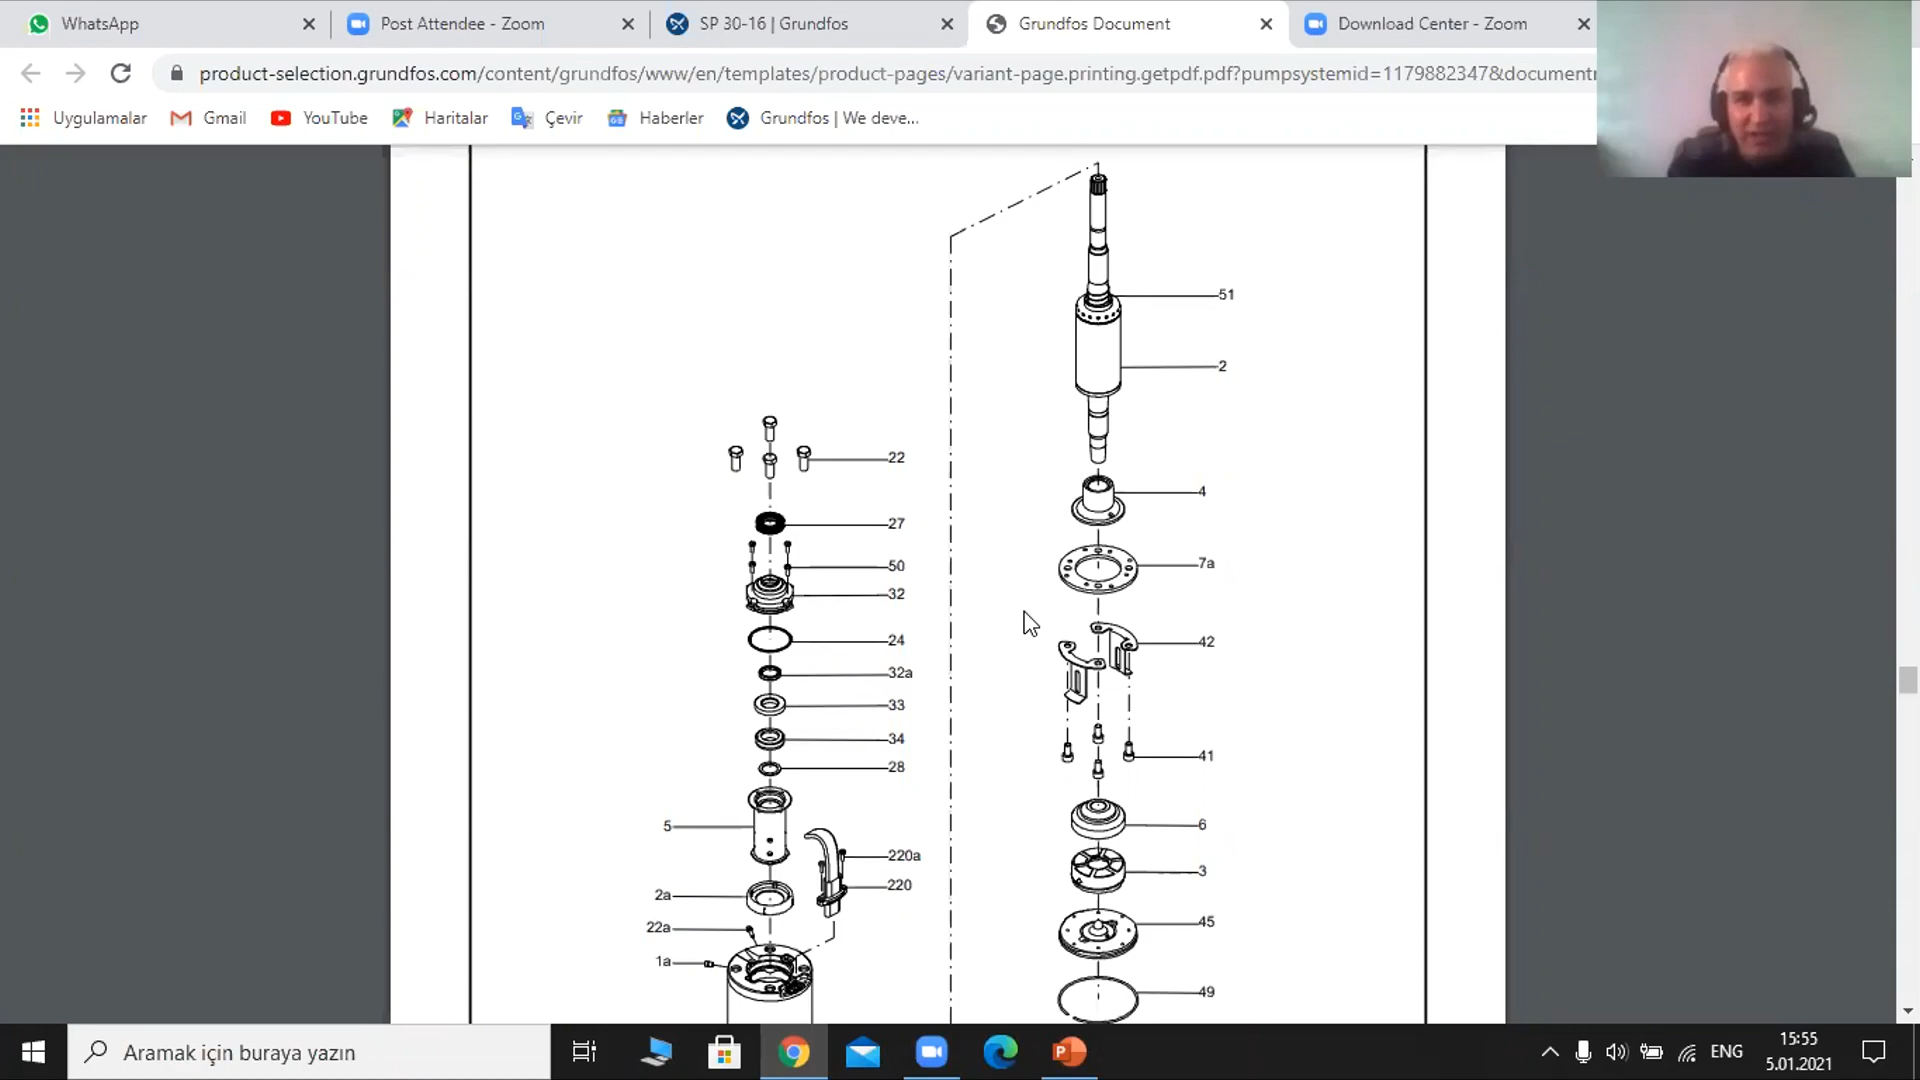 WhatsApp
Post Attendee - Zoom
SP 30-16 | Grundfos
Grundfos Document
Download Center - Zoom
product-selection.grundfos.com/content/grundfos/www/en/templates/product-pages/variant-page.printing.getpdf.pdf?pumpsystemid=1179882347&document
Uygulamalar
Gmail
YouTube
Haritalar
Çevir
Haberler
Grundfos | We deve...
51
2
22
4
27
7a
50
32
24
42
32a
33
34
41
28
5
6
220a
3
220
2a
45
22a
1a
49
Aramak için buraya yazın
ENG
15:55
5.01.2021